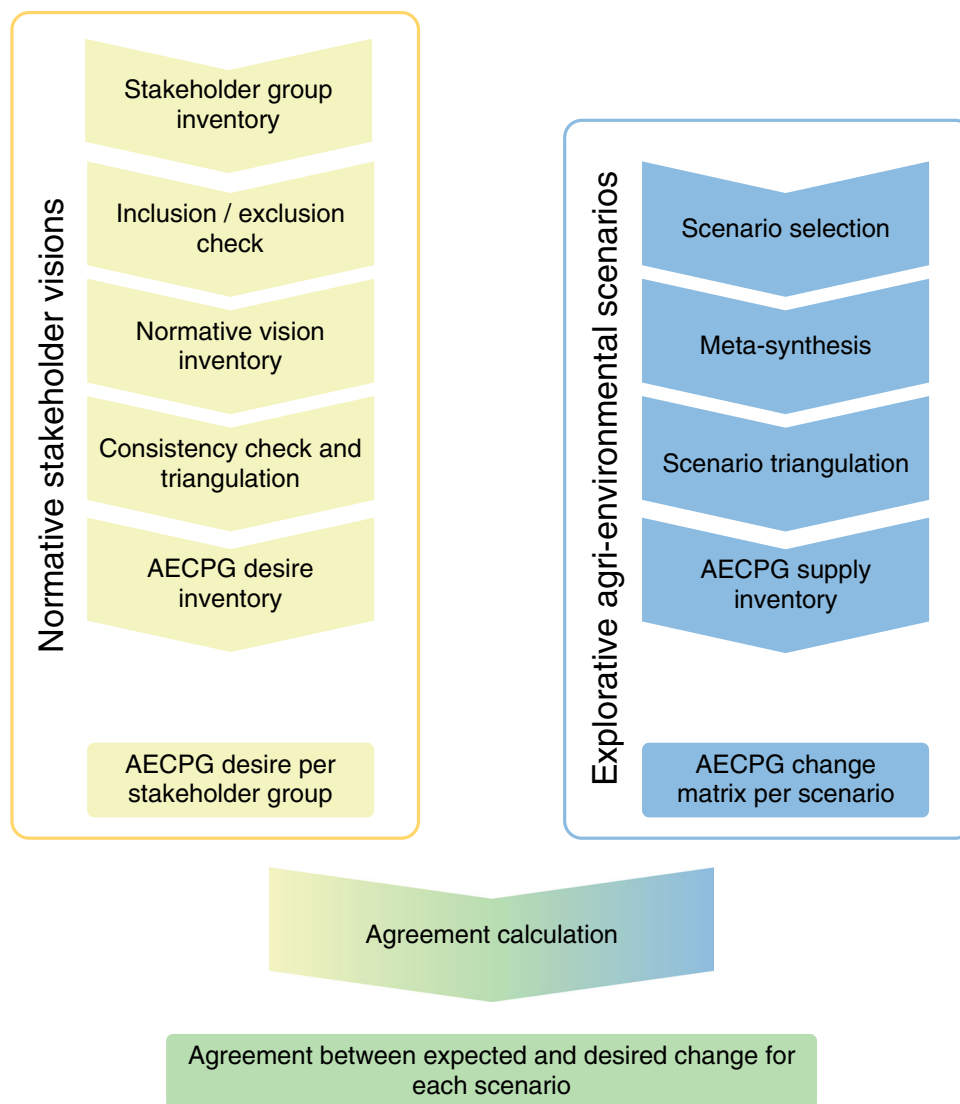 Normative stakeholder visions
Stakeholder group
inventory
Inclusion / exclusion
check
Normative vision
inventory
Consistency check and
triangulation
AECPG desire
inventory
AECPG desire per
stakeholder group
Explorative agri-environmental scenarios
Scenario selection
Meta-synthesis
Scenario triangulation
AECPG supply
inventory
AECPG change
matrix per scenario
Agreement calculation
Agreement between expected and desired change for
each scenario